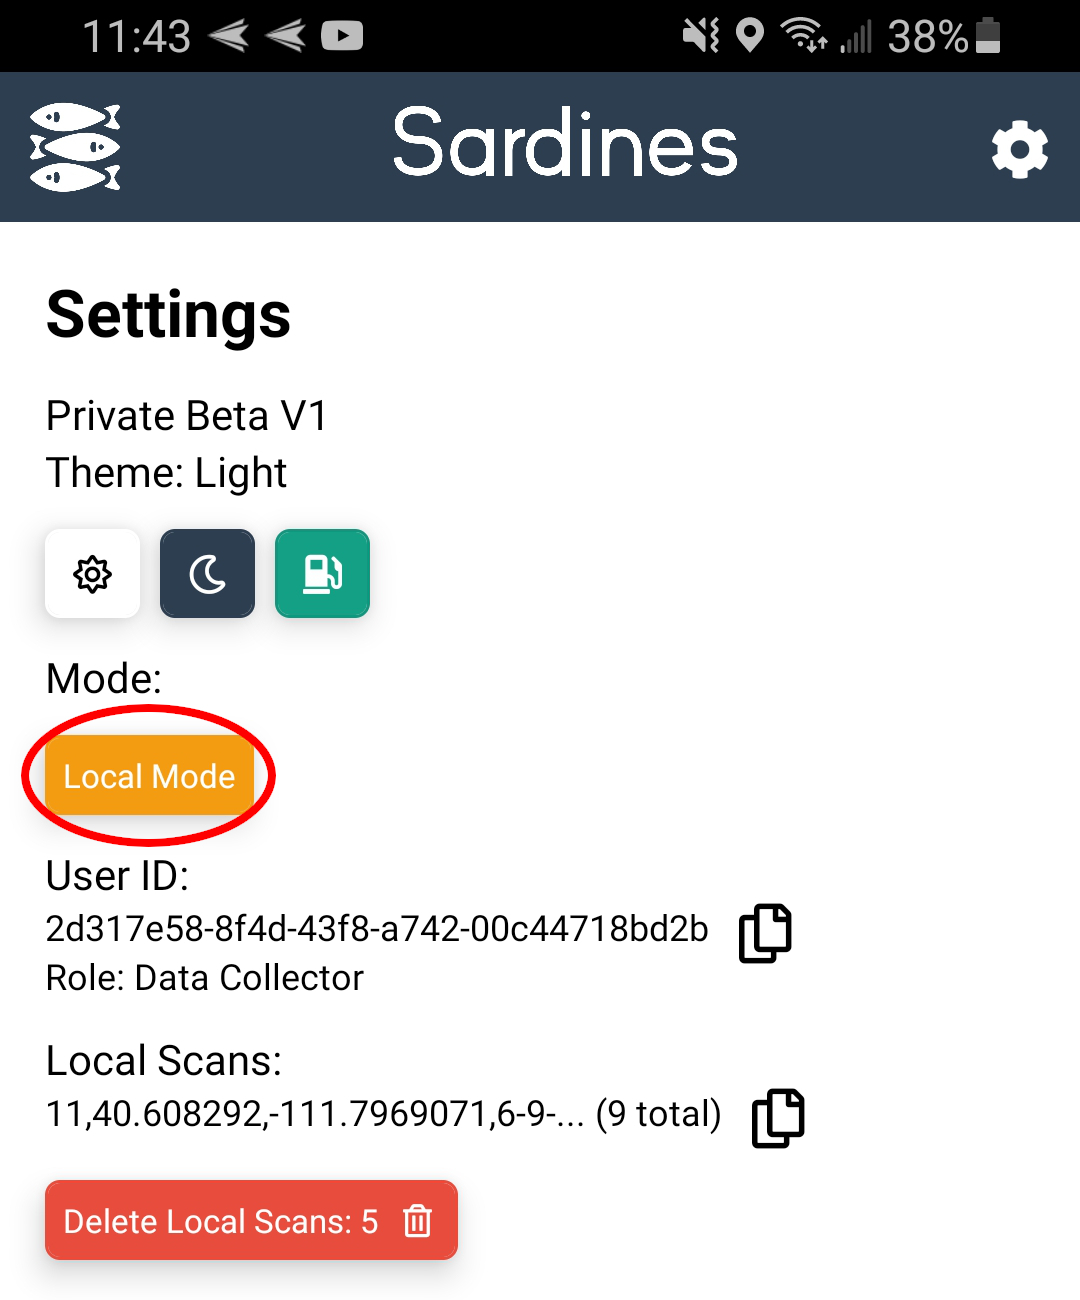 11:43 38%
Sardines
Settings
Private Beta V1
Theme: Light
Mode:
Local Mode
User ID:
2d317e58-8f4d-43f8-a742-00c44718bd2b
Role: Data Collector
Local Scans:
11,40.608292,-111.7969071,6-9-... (9 total)
Delete Local Scans: 5